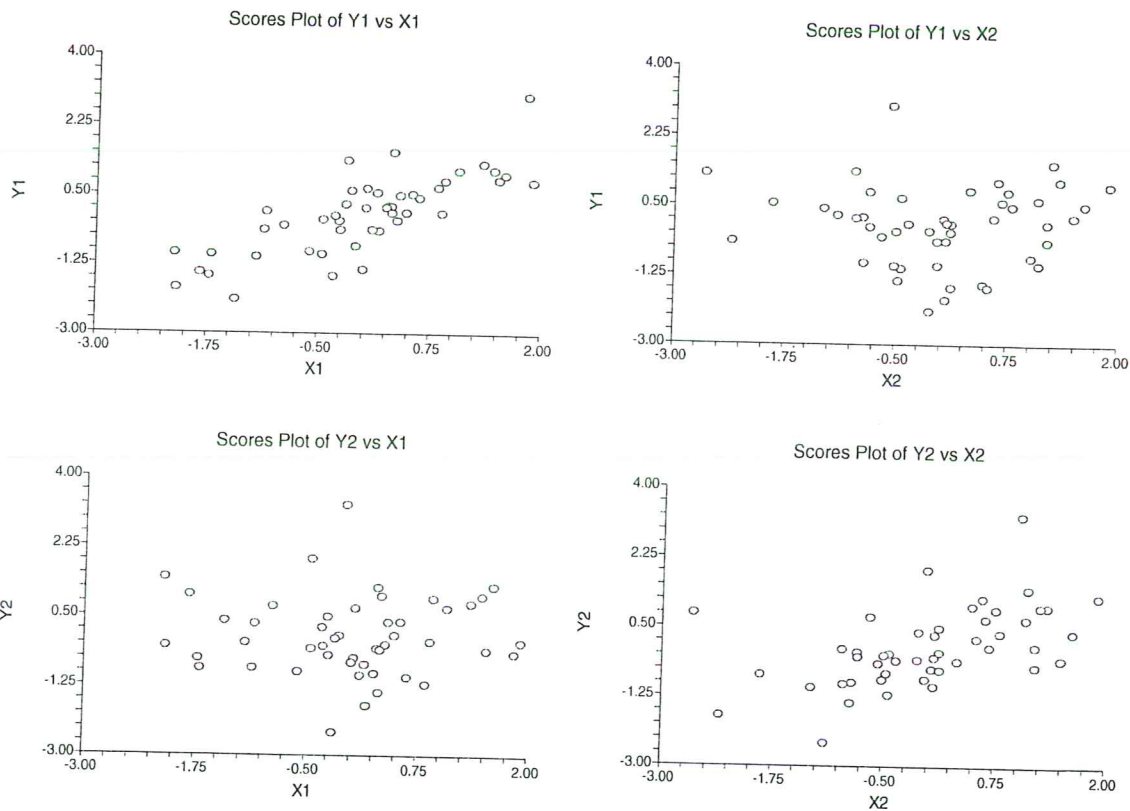 Scores Plot of Y1 vs X1
4.00
2.25
0.50
-1.25
-3.00
Y1
-3.00 -1.75 -0.50 0.75 2.00
X1
Scores Plot of Y1 vs X2
4.00
2.25
0.50
-1.25
-3.00
Y1
-3.00 -1.75 -0.50 0.75 2.00
X2
Scores Plot of Y2 vs X1
4.00
2.25
0.50
-1.25
-3.00
Y2
-3.00 -1.75 -0.50 0.75 2.00
X1
Scores Plot of Y2 vs X2
4.00
2.25
0.50
-1.25
-3.00
Y2
-3.00 -1.75 -0.50 0.75 2.00
X2